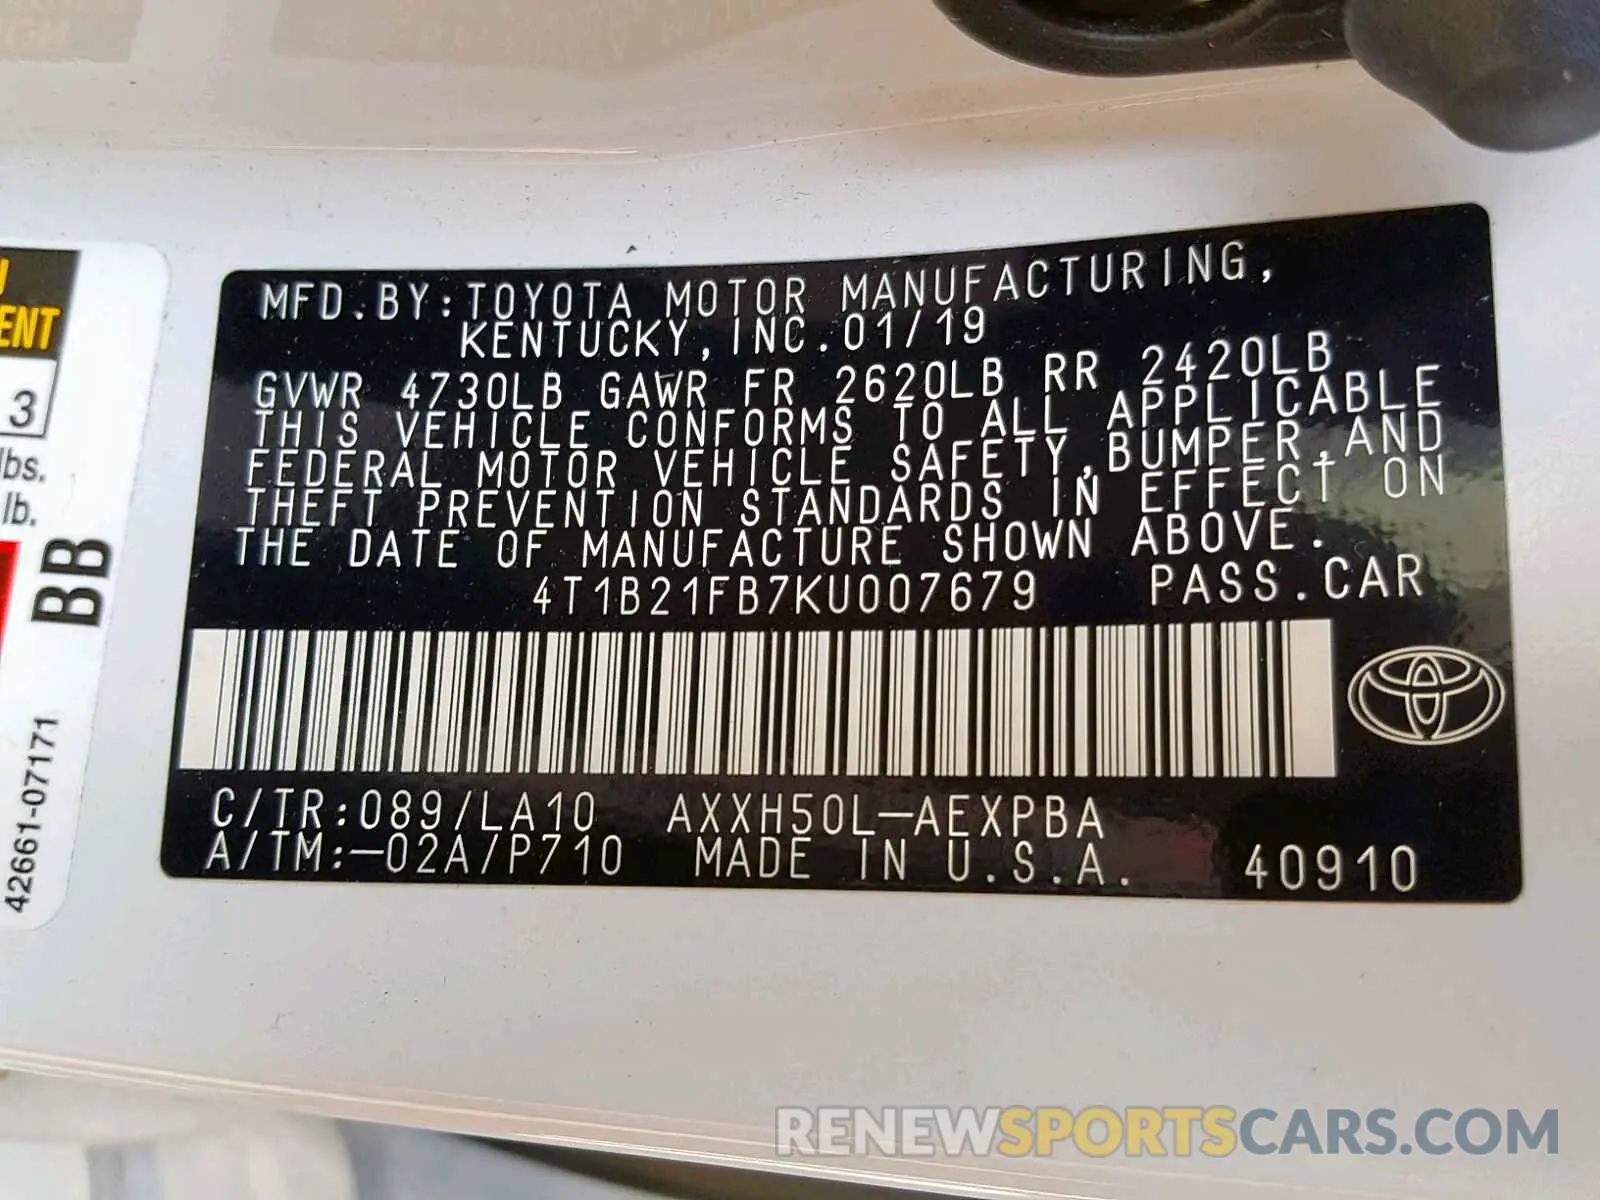 MFD.BY:TOYOTA MOTOR MANUFACTURING,
KENTUCKY,INC.01/19
GVWR 4730LB GAWR FR 2620LB RR 2420LB
THIS VEHICLE CONFORMS TO ALL APPLICABLE
FEDERAL MOTOR VEHICLE SAFETY,BUMPER,AND
THEFT PREVENTION STANDARDS IN EFFECT ON
THE DATE OF MANUFACTURE SHOWN ABOVE.
4T1B21FB7KU007679 PASS.CAR
C/TR:089/LA10 AXXH50L-AEXPBA
A/TM:-02A/P710 MADE IN U.S.A. 40910
3
lbs.
lb.
BB
42661-07171
RENEWSPORTSCARS.COM